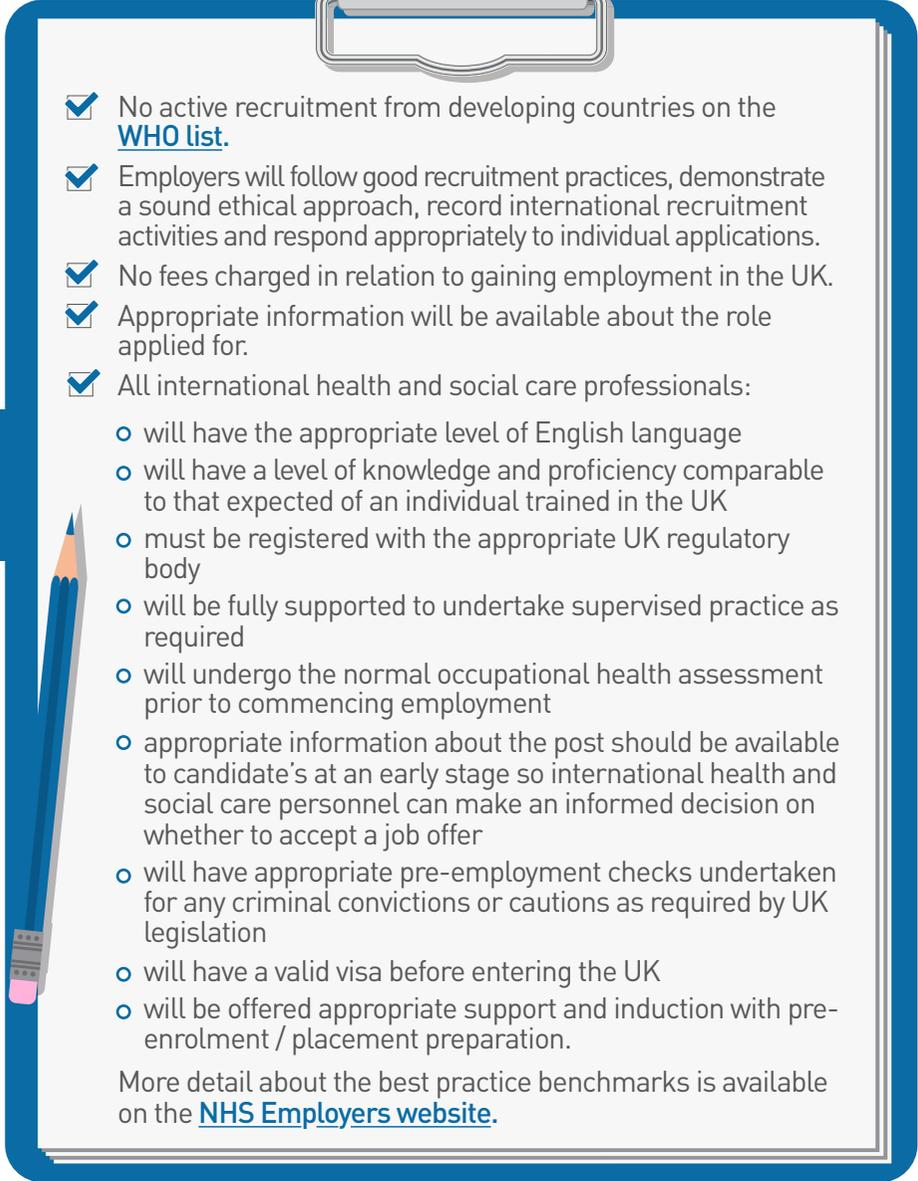 No active recruitment from developing countries on the
WHO list.
Employers will follow good recruitment practices, demonstrate
a sound ethical approach, record international recruitment
activities and respond appropriately to individual applications.
No fees charged in relation to gaining employment in the UK.
Appropriate information will be available about the role
applied for.
All international health and social care professionals:
will have the appropriate level of English language
will have a level of knowledge and proficiency comparable
to that expected of an individual trained in the UK
must be registered with the appropriate UK regulatory
body
will be fully supported to undertake supervised practice as
required
will undergo the normal occupational health assessment
prior to commencing employment
appropriate information about the post should be available
to candidate's at an early stage so international health and
social care personnel can make an informed decision on
whether to accept a job offer
will have appropriate pre-employment checks undertaken
for any criminal convictions or cautions as required by UK
legislation
will have a valid visa before entering the UK
will be offered appropriate support and induction with pre-
enrolment / placement preparation.
More detail about the best practice benchmarks is available
on the NHS Employers website.